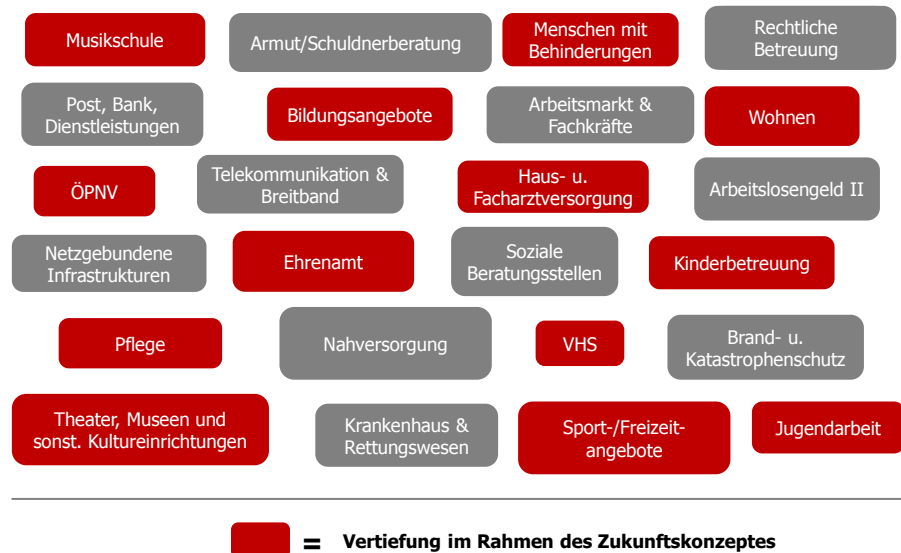 Musikschule
Armut/Schuldnerberatung
Menschen mit
Behinderungen
Rechtliche
Betreuung
Post, Bank,
Dienstleistungen
Bildungsangebote
Arbeitsmarkt &
Fachkräfte
Wohnen
ÖPNV
Telekommunikation &
Breitband
Haus- u.
Facharztversorgung
Arbeitslosengeld II
Netzgebundene
Infrastrukturen
Ehrenamt
Soziale
Beratungsstellen
Kinderbetreuung
Pflege
Nahversorgung
VHS
Brand- u.
Katastrophenschutz
Theater, Museen und
sonst. Kultureinrichtungen
Krankenhaus &
Rettungswesen
Sport-/Freizeit-
angebote
Jugendarbeit
= Vertiefung im Rahmen des Zukunftskonzeptes